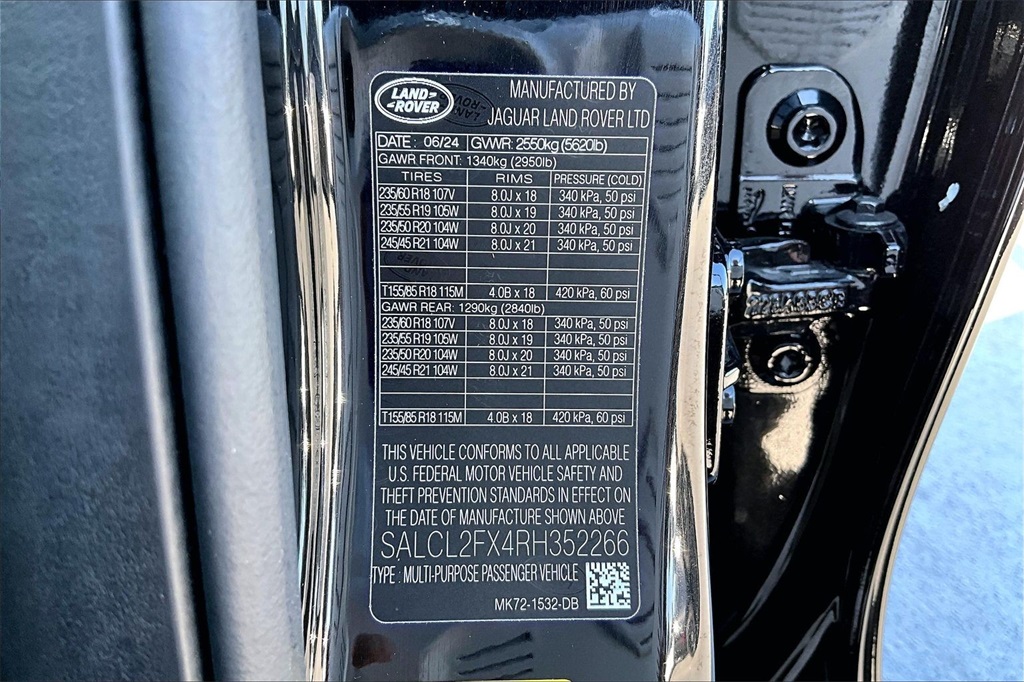 LAND ROVER
MANUFACTURED BY
JAGUAR LAND ROVER LTD
DATE : 06/24 GVWR: 2550kg (5620lb)
GAWR FRONT: 1340kg (2950lb)
TIRES RIMS PRESSURE (COLD)
235/60 R18 107V 8.0J x 18 340 kPa, 50 psi
235/55 R19 105W 8.0J x 19 340 kPa, 50 psi
235/50 R20 104W 8.0J x 20 340 kPa, 50 psi
245/45 R21 104W 8.0J x 21 340 kPa, 50 psi
T155/85 R18 115M 4.0B x 18 420 kPa, 60 psi
GAWR REAR: 1290kg (2840lb)
235/60 R18 107V 8.0J x 18 340 kPa, 50 psi
235/55 R19 105W 8.0J x 19 340 kPa, 50 psi
235/50 R20 104W 8.0J x 20 340 kPa, 50 psi
245/45 R21 104W 8.0J x 21 340 kPa, 50 psi
T155/85 R18 115M 4.0B x 18 420 kPa, 60 psi
THIS VEHICLE CONFORMS TO ALL APPLICABLE
U.S. FEDERAL MOTOR VEHICLE SAFETY AND
THEFT PREVENTION STANDARDS IN EFFECT ON
THE DATE OF MANUFACTURE SHOWN ABOVE
SALCL2FX4RH352266
TYPE : MULTI-PURPOSE PASSENGER VEHICLE
MK72-1532-DB